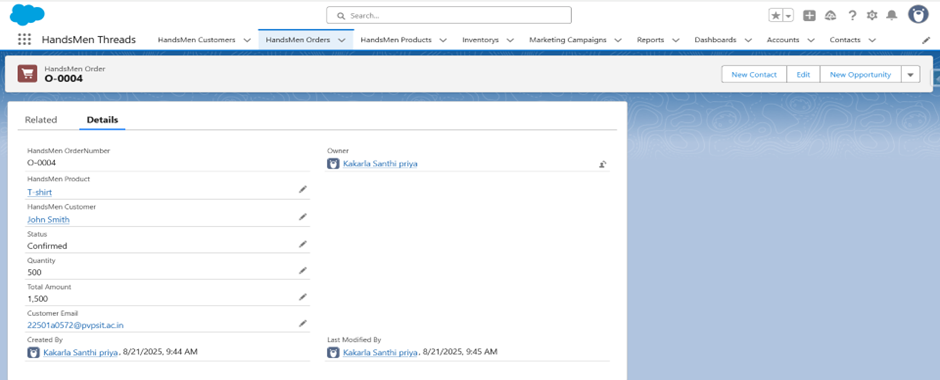 Search...
HandsMen Threads
HandsMen Customers
HandsMen Orders
HandsMen Products
Inventorys
Marketing Campaigns
Reports
Dashboards
Accounts
Contacts
HandsMen Order
O-0004
New Contact
Edit
New Opportunity
Related
Details
HandsMen OrderNumber
O-0004
Owner
Kakarla Santhi priya
HandsMen Product
T-shirt
HandsMen Customer
John Smith
Status
Confirmed
Quantity
500
Total Amount
1,500
Customer Email
22501a0572@pvpsit.ac.in
Created By
Kakarla Santhi priya, 8/21/2025, 9:44 AM
Last Modified By
Kakarla Santhi priya, 8/21/2025, 9:45 AM